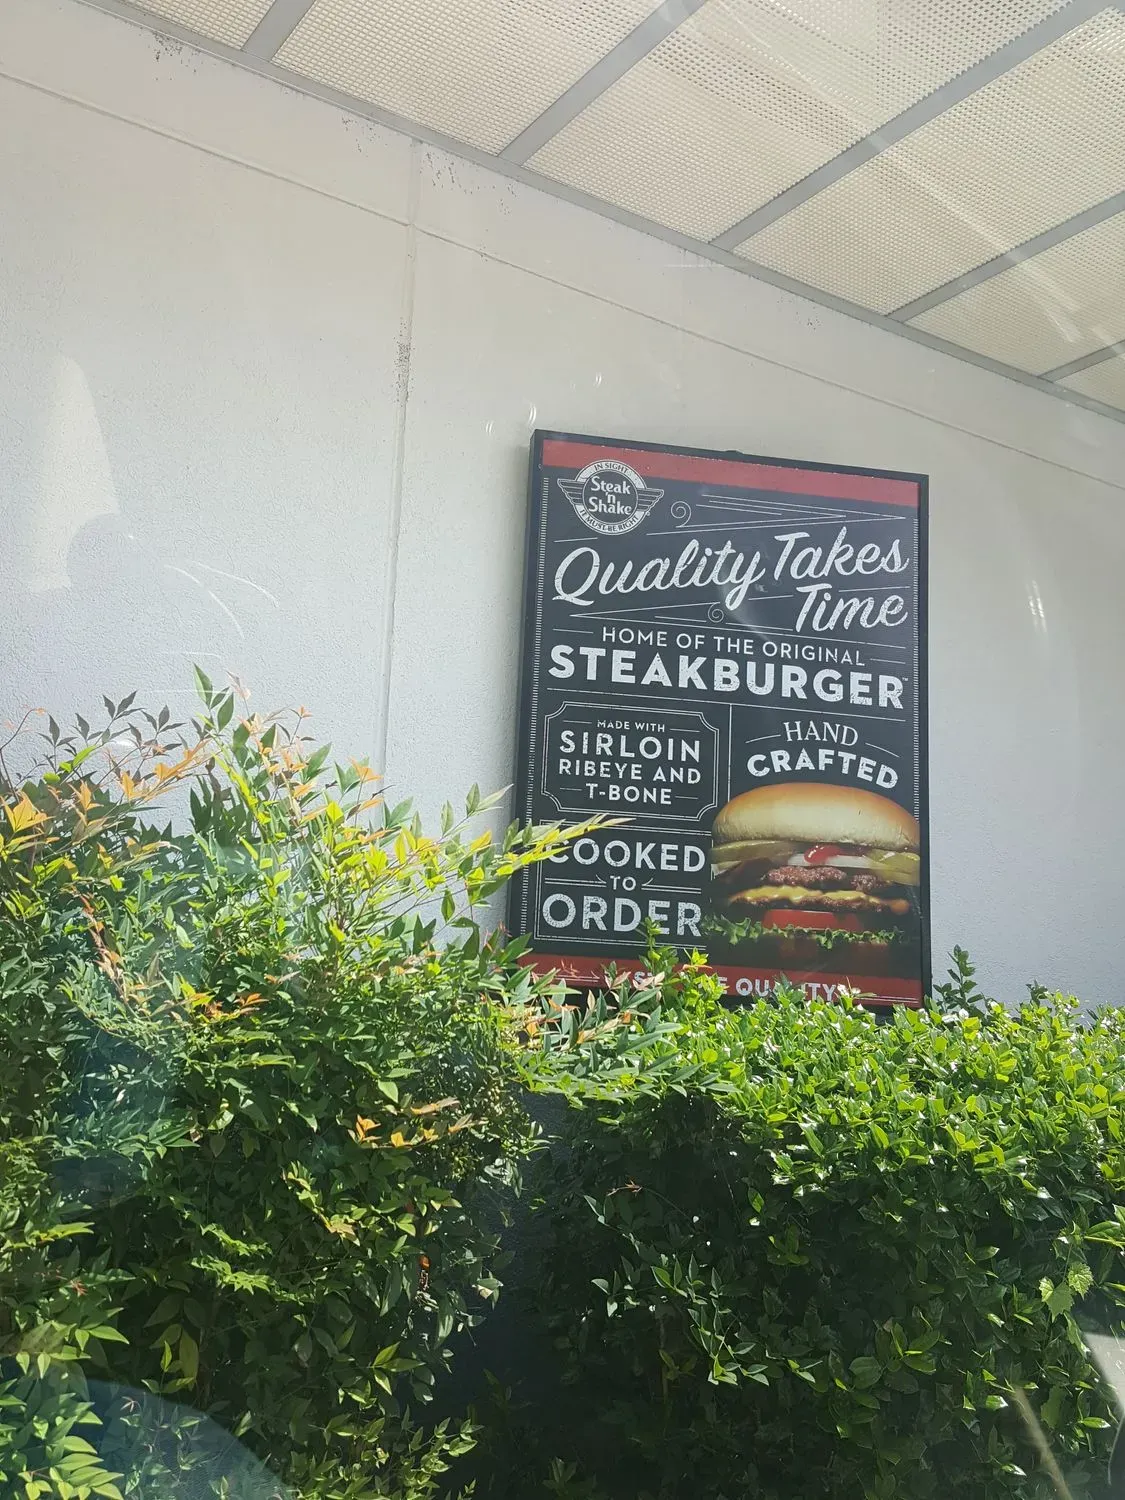 IN SIGHT
Steak
'n
Shake
IT MUST BE RIGHT
Quality Takes
Time
HOME OF THE ORIGINAL
STEAKBURGER
MADE WITH
SIRLOIN
RIBEYE AND
T-BONE
HAND
CRAFTED
COOKED
TO
ORDER
QUALITY